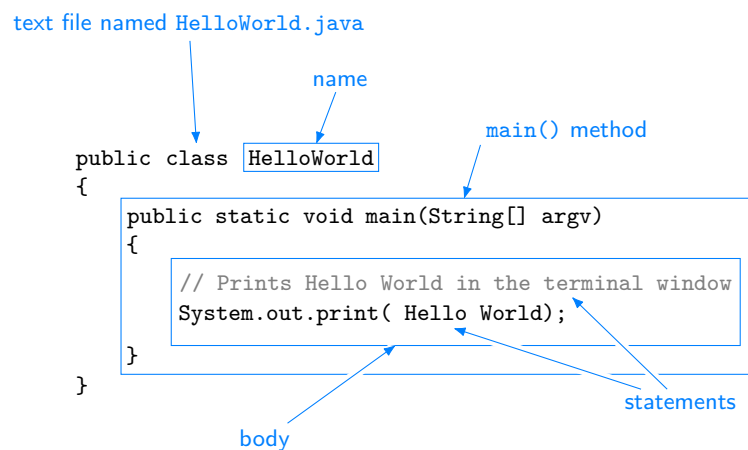 text file named HelloWorld.java
name
main() method
public class HelloWorld
{
public static void main(String[] argv)
{
// Prints Hello World in the terminal window
System.out.print( Hello World);
}
}
statements
body